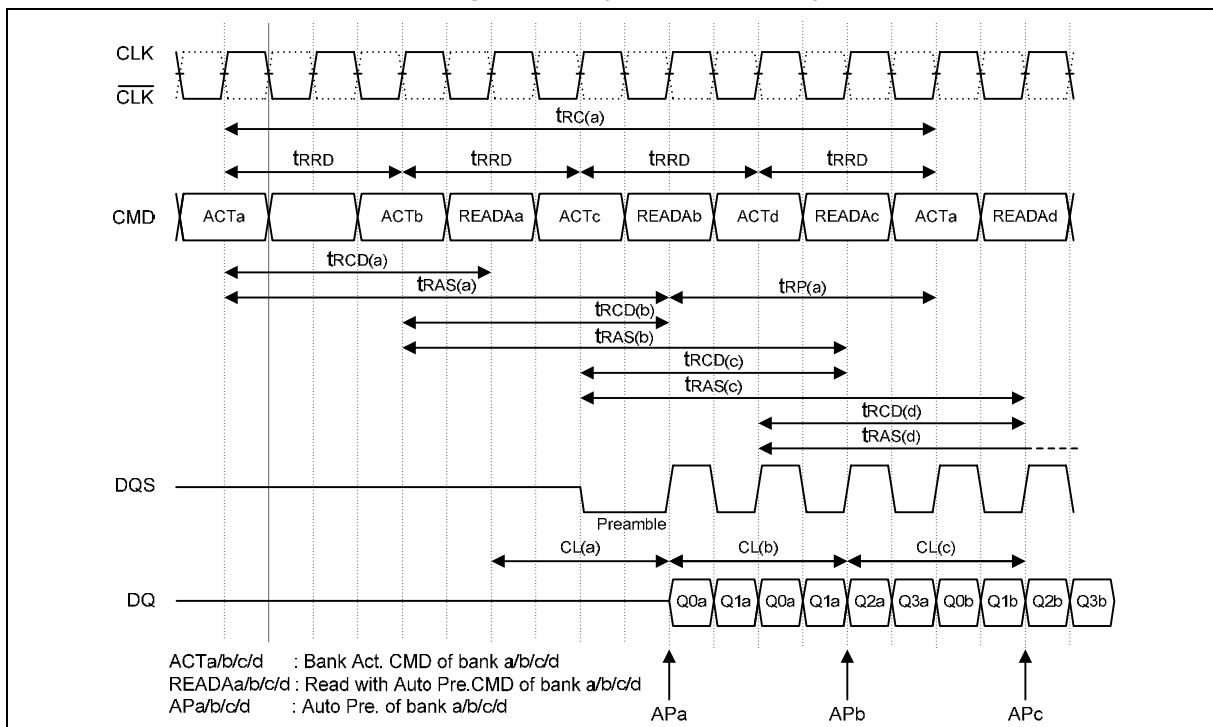 CLK
CLK
tRC(a)
tRRD tRRD tRRD tRRD
CMD ACTa ACTb READAa ACTc READAb ACTd READAc ACTa READAd
tRCD(a)
tRAS(a) tRP(a)
tRCD(b)
tRAS(b)
tRCD(c)
tRAS(c)
tRCD(d)
tRAS(d)
DQS
Preamble
CL(a) CL(b) CL(c)
DQ Q0a Q1a Q0a Q1a Q2a Q3a Q0b Q1b Q2b Q3b
ACTa/b/c/d : Bank Act. CMD of bank a/b/c/d
READAa/b/c/d : Read with Auto Pre.CMD of bank a/b/c/d
APa/b/c/d : Auto Pre. of bank a/b/c/d
APa APb APc